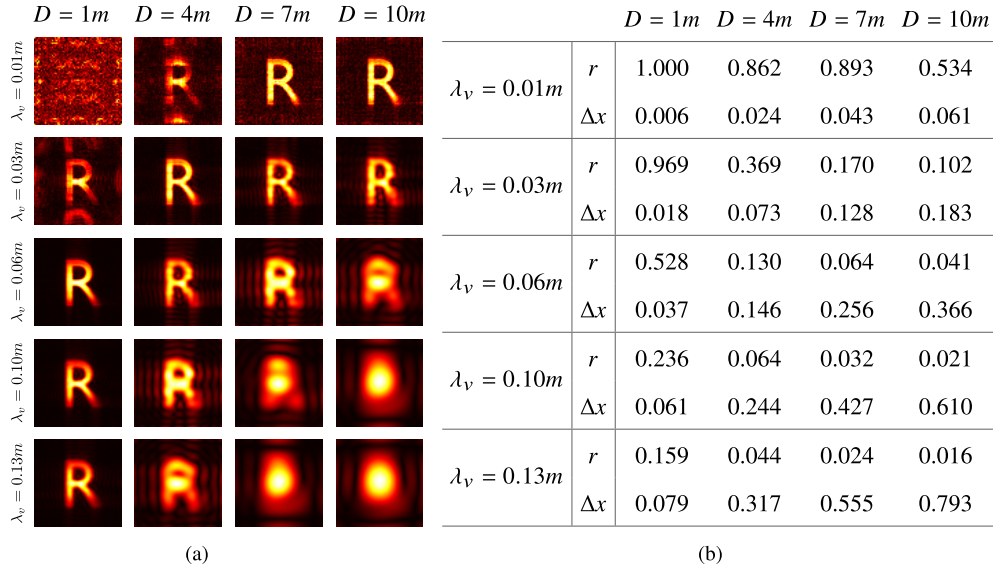 D = 1m D = 4m D = 7m D = 10m
λv = 0.01m
R R R
λv = 0.03m
R R R R
λv = 0.06m
R R R R
λv = 0.10m
R R R
λv = 0.13m
R R
(a)
D = 1m D = 4m D = 7m D = 10m
λv = 0.01m r 1.000 0.862 0.893 0.534
Δx 0.006 0.024 0.043 0.061
λv = 0.03m r 0.969 0.369 0.170 0.102
Δx 0.018 0.073 0.128 0.183
λv = 0.06m r 0.528 0.130 0.064 0.041
Δx 0.037 0.146 0.256 0.366
λv = 0.10m r 0.236 0.064 0.032 0.021
Δx 0.061 0.244 0.427 0.610
λv = 0.13m r 0.159 0.044 0.024 0.016
Δx 0.079 0.317 0.555 0.793
(b)